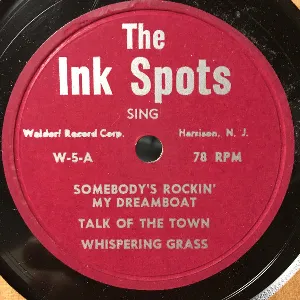 The
Ink Spots
SING
Waldorf Record Corp. Harrison, N. J.
W-5-A 78 RPM
SOMEBODY'S ROCKIN'
MY DREAMBOAT
TALK OF THE TOWN
WHISPERING GRASS